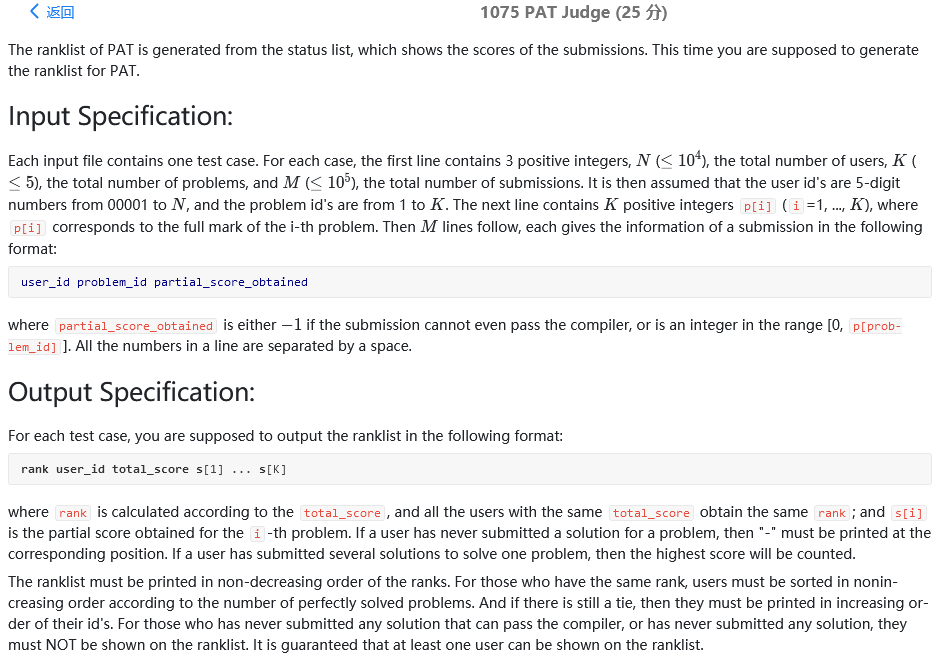 返回
1075 PAT Judge (25 分)
The ranklist of PAT is generated from the status list, which shows the scores of the submissions. This time you are supposed to generate
the ranklist for PAT.
Input Specification:
Each input file contains one test case. For each case, the first line contains 3 positive integers, N (≤ 10⁴), the total number of users, K (
≤ 5), the total number of problems, and M (≤ 10⁵), the total number of submissions. It is then assumed that the user id's are 5-digit
numbers from 00001 to N, and the problem id's are from 1 to K. The next line contains K positive integers p[i] ( i =1, ..., K), where
p[i] corresponds to the full mark of the i-th problem. Then M lines follow, each gives the information of a submission in the following
format:
user_id problem_id partial_score_obtained
where partial_score_obtained is either −1 if the submission cannot even pass the compiler, or is an integer in the range [0, p[prob-
lem_id] ]. All the numbers in a line are separated by a space.
Output Specification:
For each test case, you are supposed to output the ranklist in the following format:
rank user_id total_score s[1] ... s[K]
where rank is calculated according to the total_score , and all the users with the same total_score obtain the same rank ; and s[i]
is the partial score obtained for the i -th problem. If a user has never submitted a solution for a problem, then "-" must be printed at the
corresponding position. If a user has submitted several solutions to solve one problem, then the highest score will be counted.
The ranklist must be printed in non-decreasing order of the ranks. For those who have the same rank, users must be sorted in nonin-
creasing order according to the number of perfectly solved problems. And if there is still a tie, then they must be printed in increasing or-
der of their id's. For those who has never submitted any solution that can pass the compiler, or has never submitted any solution, they
must NOT be shown on the ranklist. It is guaranteed that at least one user can be shown on the ranklist.